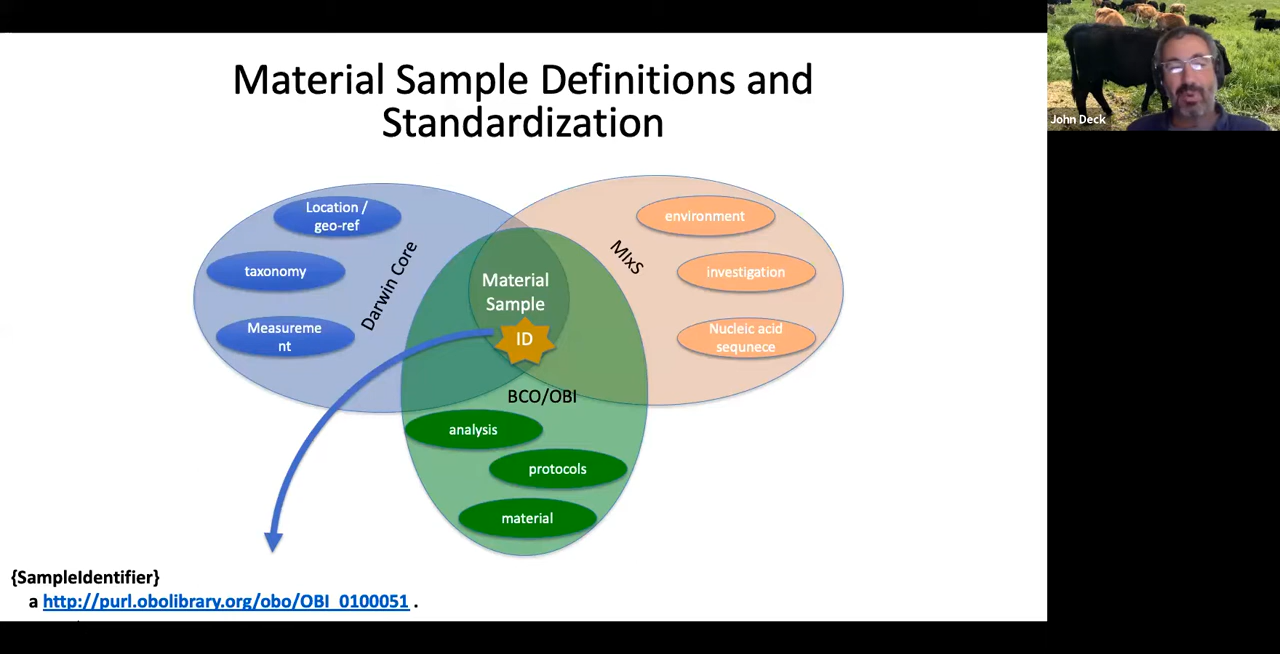 Material Sample Definitions and
Standardization
John Deck
Location /
geo-ref
taxonomy
Measureme
nt
Darwin Core
Material
Sample
ID
MIxS
environment
investigation
Nucleic acid
sequnece
BCO/OBI
analysis
protocols
material
{SampleIdentifier}
a http://purl.obolibrary.org/obo/OBI_0100051 .